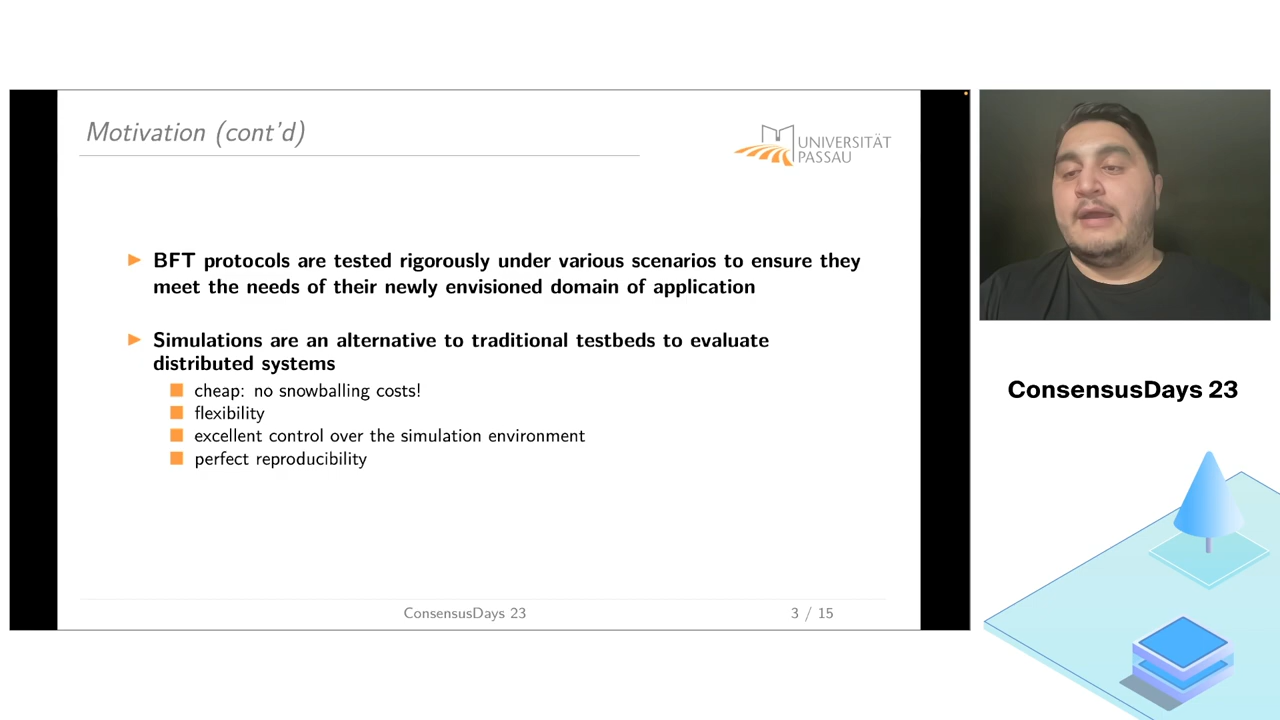 Motivation (cont'd)
UNIVERSITÄT
PASSAU
BFT protocols are tested rigorously under various scenarios to ensure they
meet the needs of their newly envisioned domain of application
Simulations are an alternative to traditional testbeds to evaluate
distributed systems
cheap: no snowballing costs!
flexibility
excellent control over the simulation environment
perfect reproducibility
ConsensusDays 23
3 / 15
ConsensusDays 23